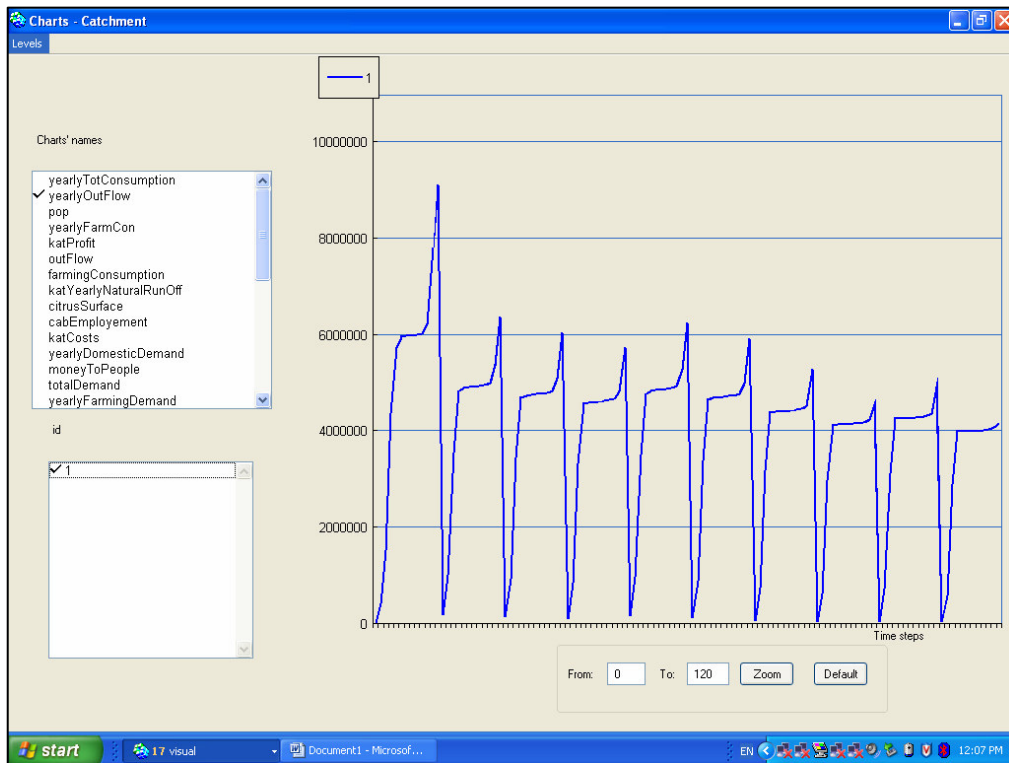 Charts - Catchment
Levels
1
Charts' names
yearlyTotConsumption
yearlyOutFlow
pop
yearlyFarmCon
katProfit
outFlow
farmingConsumption
katYearlyNaturalRunOff
citrusSurface
cabEmployement
katCosts
yearlyDomesticDemand
moneyToPeople
totalDemand
yearlyFarmingDemand
id
1
10000000
8000000
6000000
4000000
2000000
0
Time steps
From: 0 To: 120 Zoom Default
start 17 visual Document1 - Microsof... EN 12:07 PM